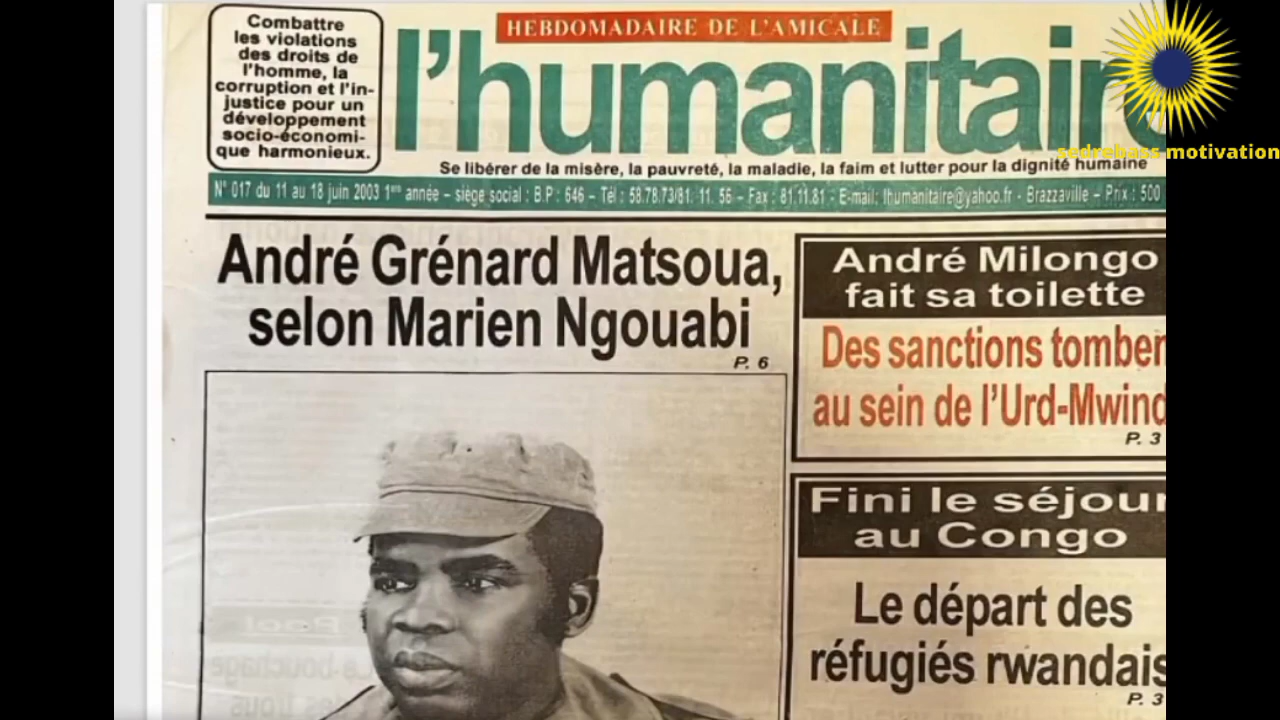 Combattre
les violations
des droits de
l'homme, la
corruption et l'in-
justice pour un
développement
socio-économi-
que harmonieux.
HEBDOMADAIRE DE L'AMICALE
l'humanitaire
Se libérer de la misère, la pauvreté, la maladie, la faim et lutter pour la dignité humaine
sedrebass motivation
N° 017 du 11 au 18 juin 2003 1ère année – siège social : B.P : 646 – Tél : 58.78.73/81. 11. 56 – Fax : 81.11.81 - E-mail: lhumanitaire@yahoo.fr - Brazzaville – Prix : 500
André Grénard Matsoua,
selon Marien Ngouabi
P. 6
André Milongo
fait sa toilette
Des sanctions tomben
au sein de l'Urd-Mwind
P. 3
Fini le séjour
au Congo
Le départ des
réfugiés rwandais
P. 3